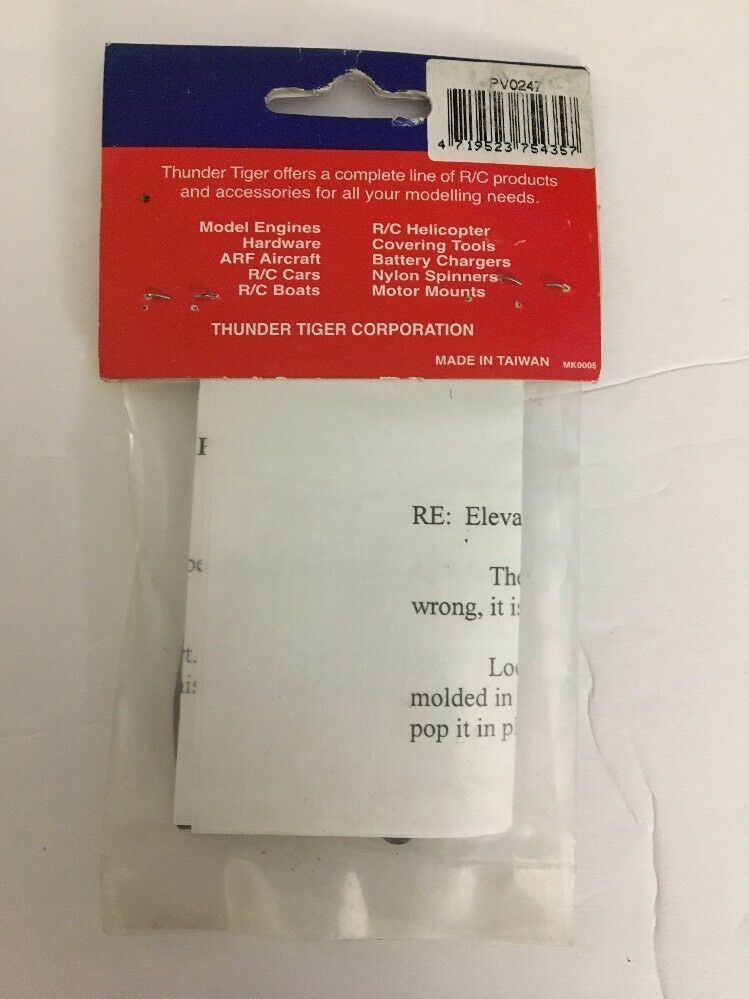 PV0247
4 719523 754357
Thunder Tiger offers a complete line of R/C products
and accessories for all your modelling needs.
Model Engines
Hardware
ARF Aircraft
R/C Cars
R/C Boats
R/C Helicopter
Covering Tools
Battery Chargers
Nylon Spinners
Motor Mounts
THUNDER TIGER CORPORATION
MADE IN TAIWAN MK0005
RE: Eleva
The
wrong, it is
Loo
molded in
pop it in p